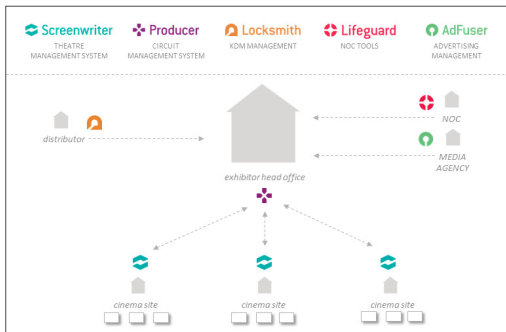 Screenwriter
THEATRE
MANAGEMENT SYSTEM
Producer
CIRCUIT
MANAGEMENT SYSTEM
Locksmith
KDM MANAGEMENT
Lifeguard
NOC TOOLS
AdFuser
ADVERTISING
MANAGEMENT
distributor
exhibitor head office
NOC
MEDIA
AGENCY
cinema site
cinema site
cinema site